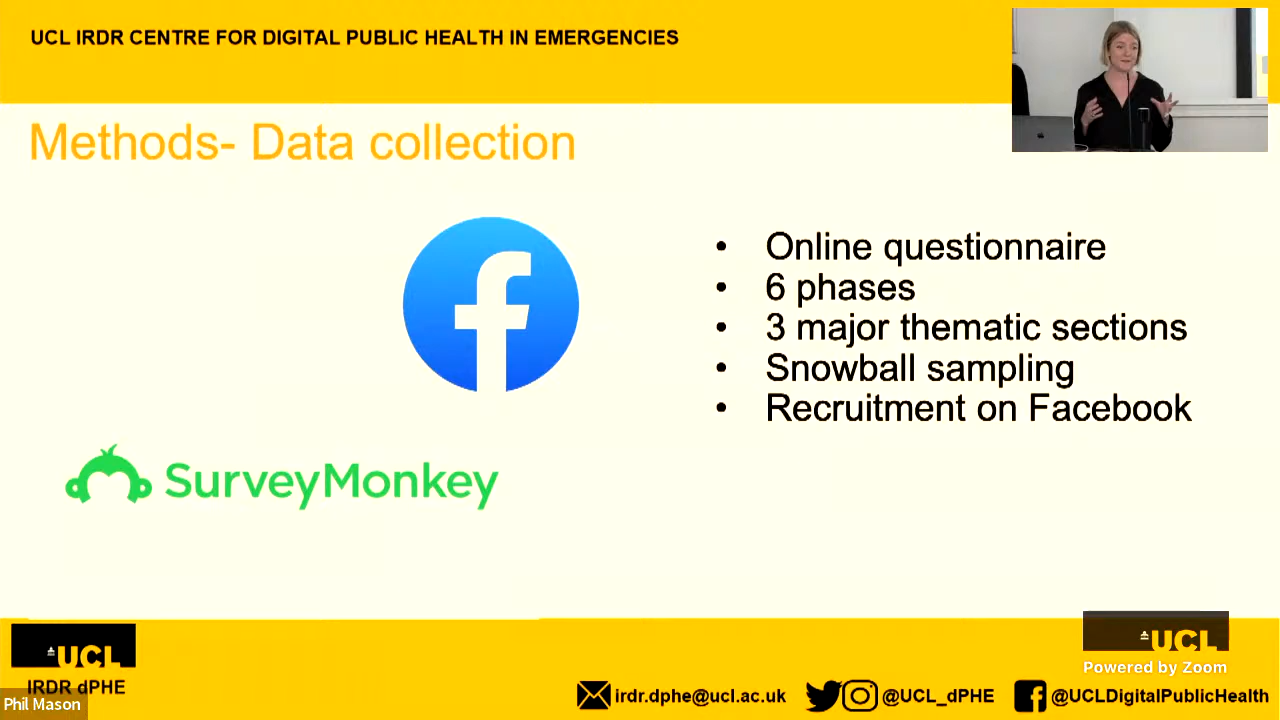 UCL IRDR CENTRE FOR DIGITAL PUBLIC HEALTH IN EMERGENCIES
Methods- Data collection
• Online questionnaire
• 6 phases
• 3 major thematic sections
• Snowball sampling
• Recruitment on Facebook
SurveyMonkey
UCL
IRDR dPHE
Phil Mason
UCL
Powered by Zoom
irdr.dphe@ucl.ac.uk
@UCL_dPHE
@UCLDigitalPublicHealth